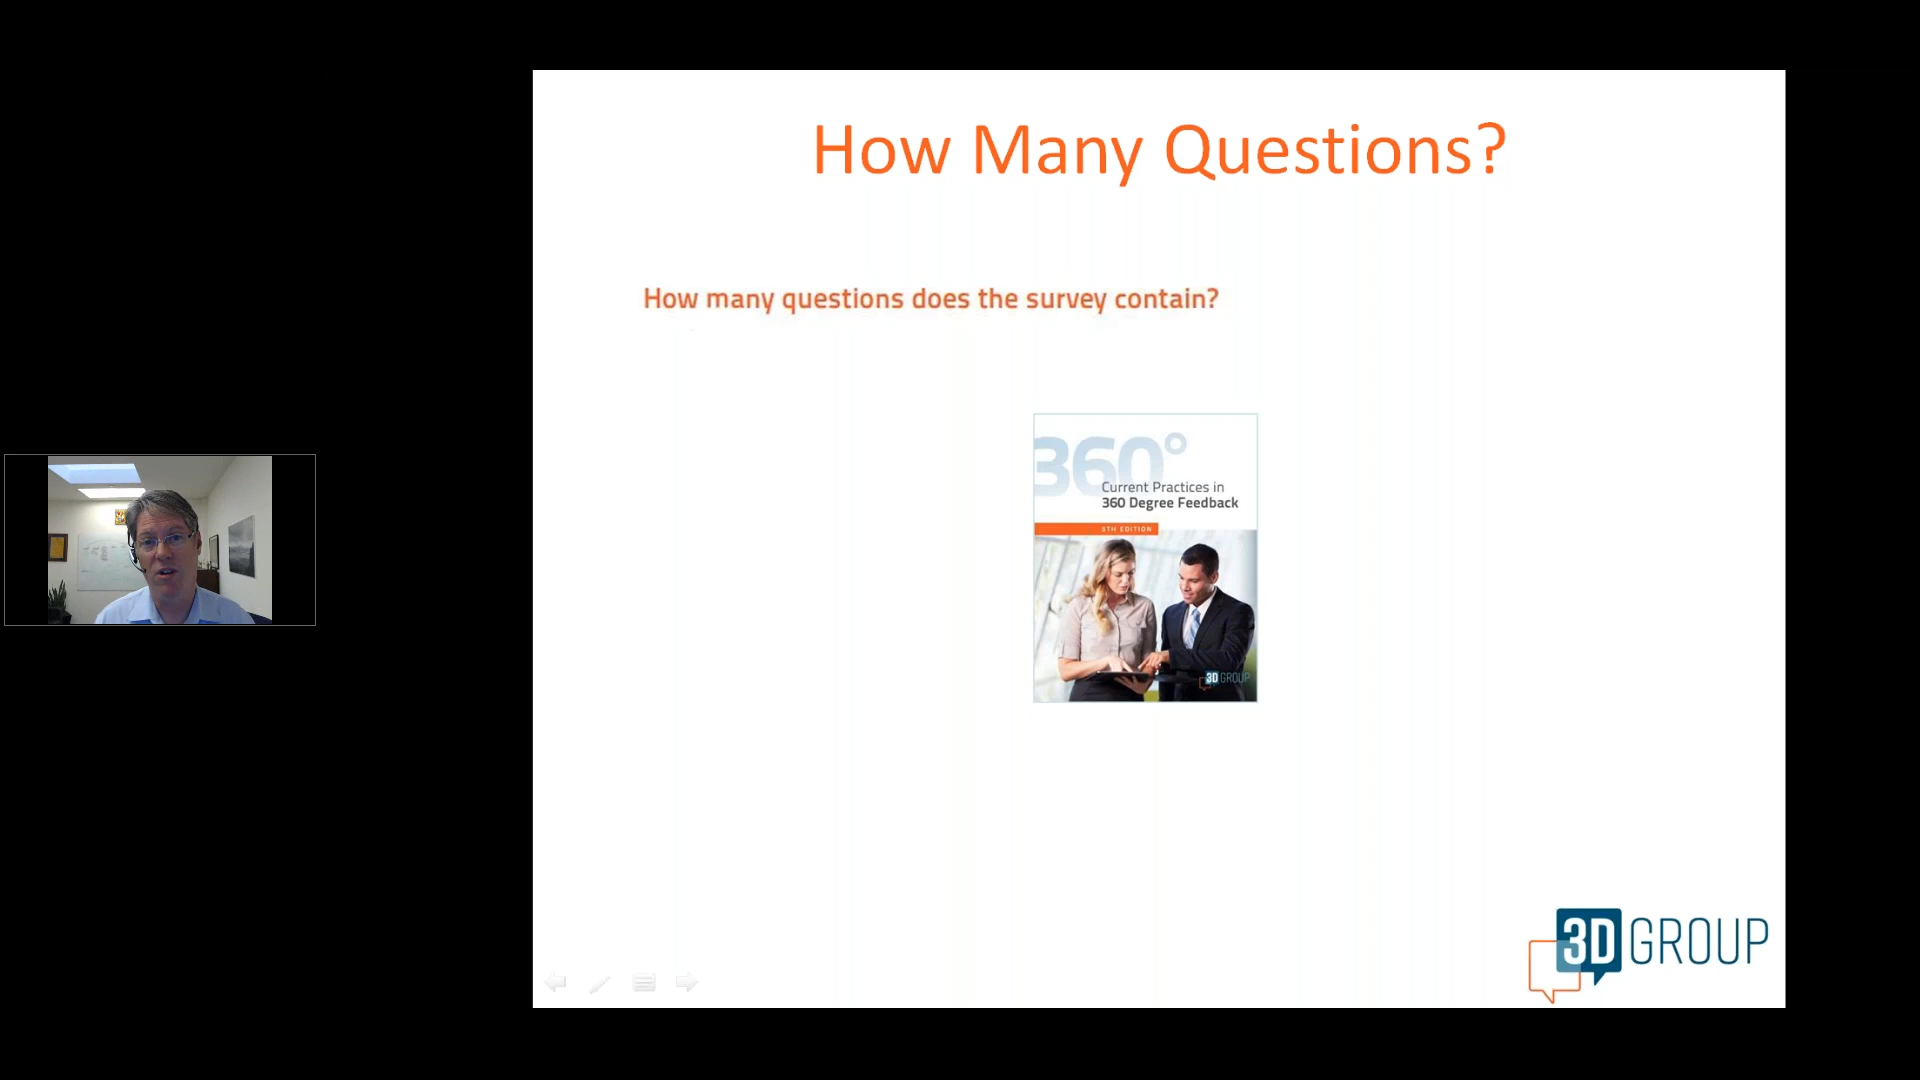 How Many Questions?
How many questions does the survey contain?
360°
Current Practices in
360 Degree Feedback
5TH EDITION
3D GROUP
3D GROUP